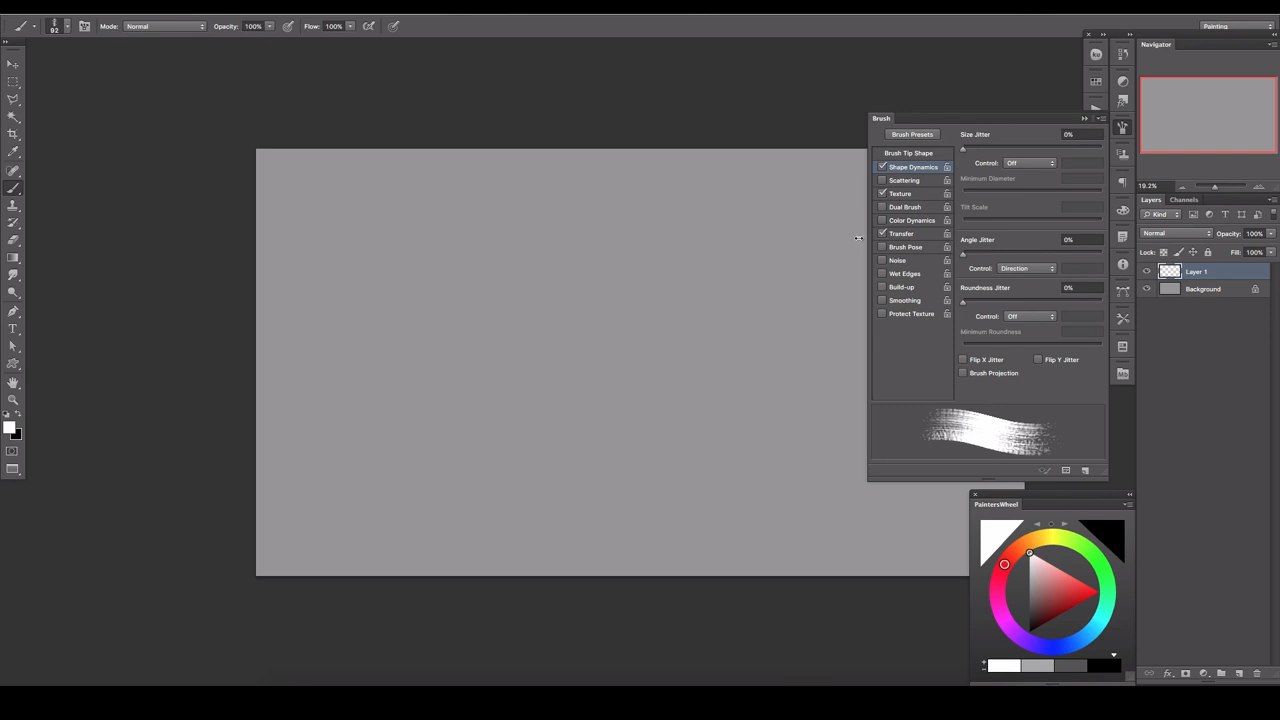 92 Mode: Normal Opacity: 100% Flow: 100% Painting
Navigator
19.2%
Brush
Brush Presets
Brush Tip Shape
Shape Dynamics
Scattering
Texture
Dual Brush
Color Dynamics
Transfer
Brush Pose
Noise
Wet Edges
Build-up
Smoothing
Protect Texture
Size Jitter 0%
Control: Off
Minimum Diameter
Tilt Scale
Angle Jitter 0%
Control: Direction
Roundness Jitter 0%
Control: Off
Minimum Roundness
Flip X Jitter Flip Y Jitter
Brush Projection
ku
Mb
Layers Channels
Kind
Normal Opacity: 100%
Lock: Fill: 100%
Layer 1
Background
PaintersWheel
T